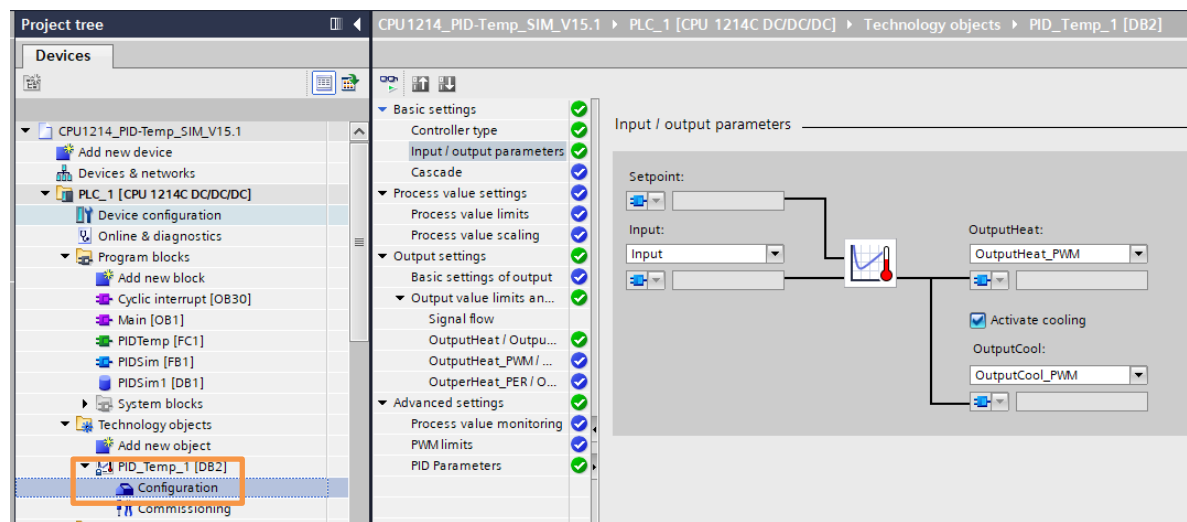 Project tree
CPU1214_PID-Temp_SIM_V15.1 ▸ PLC_1 [CPU 1214C DC/DC/DC] ▸ Technology objects ▸ PID_Temp_1 [DB2]
Devices
CPU1214_PID-Temp_SIM_V15.1
Add new device
Devices & networks
PLC_1 [CPU 1214C DC/DC/DC]
Device configuration
Online & diagnostics
Program blocks
Add new block
Cyclic interrupt [OB30]
Main [OB1]
PIDTemp [FC1]
PIDSim [FB1]
PIDSim1 [DB1]
System blocks
Technology objects
Add new object
PID_Temp_1 [DB2]
Configuration
Commissioning
Basic settings
Controller type
Input / output parameters
Cascade
Process value settings
Process value limits
Process value scaling
Output settings
Basic settings of output
Output value limits an...
Signal flow
OutputHeat / Outpu...
OutputHeat_PWM / ...
OutperHeat_PER / O...
Advanced settings
Process value monitoring
PWM limits
PID Parameters
Input / output parameters
Setpoint:
Input:
Input
OutputHeat:
OutputHeat_PWM
Activate cooling
OutputCool:
OutputCool_PWM